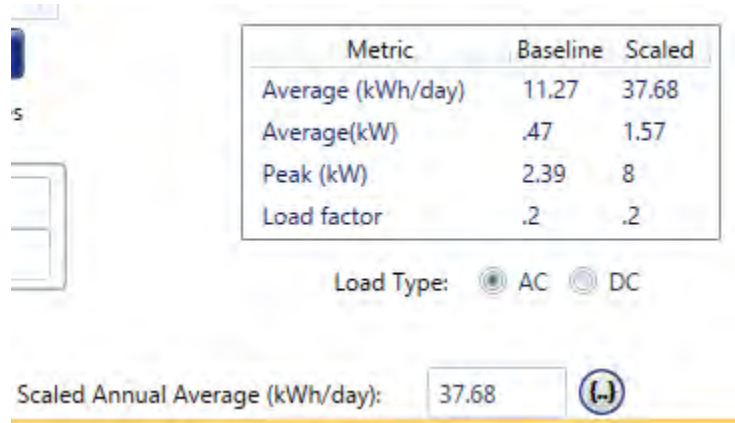 Metric Baseline Scaled
Average (kWh/day) 11.27 37.68
Average(kW) .47 1.57
Peak (kW) 2.39 8
Load factor .2 .2
Load Type: AC DC
Scaled Annual Average (kWh/day): 37.68 {..}